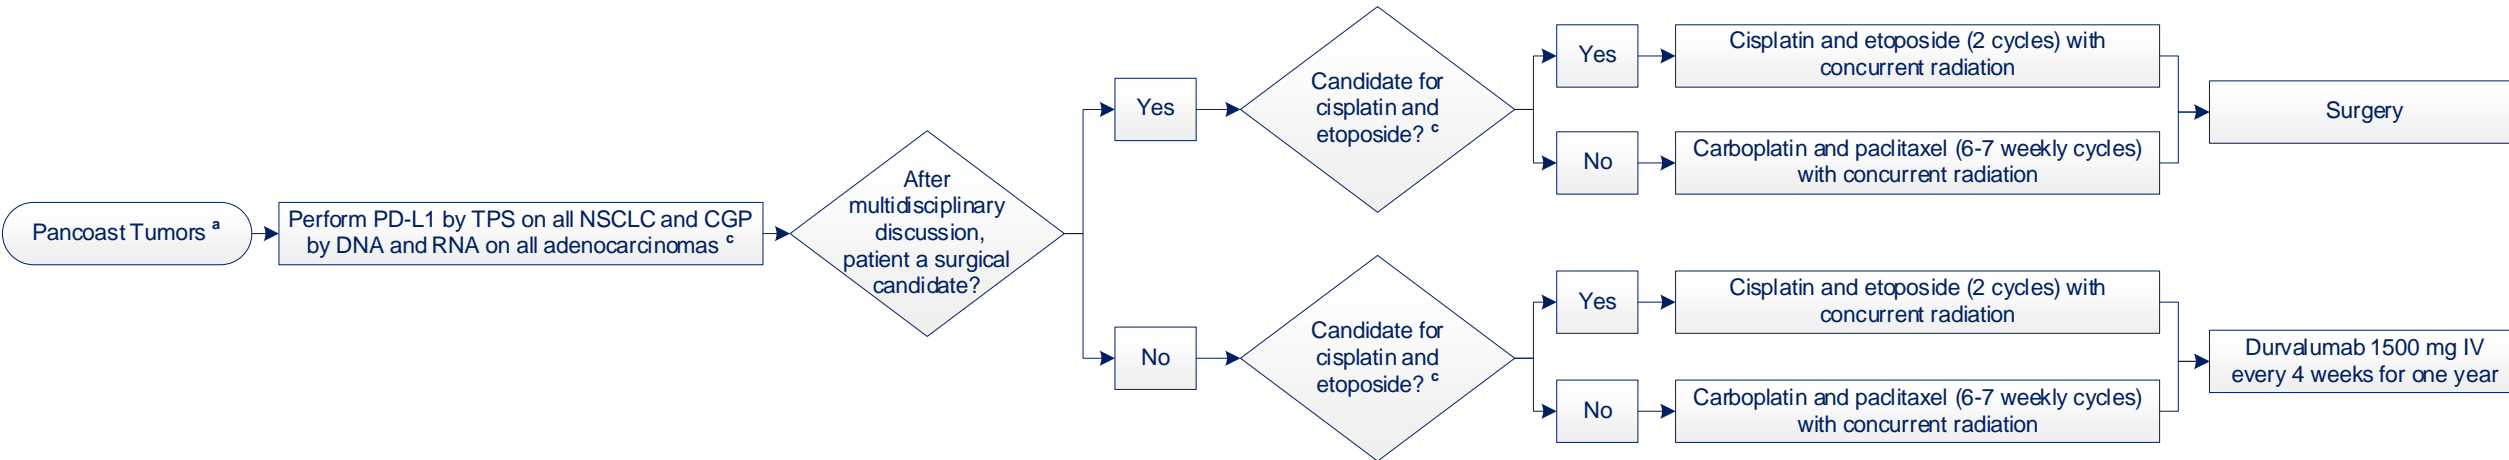 Pancoast Tumors a
Perform PD-L1 by TPS on all NSCLC and CGP
by DNA and RNA on all adenocarcinomas c
After
multidisciplinary
discussion,
patient a surgical
candidate?
Yes
Candidate for
cisplatin and
etoposide? c
Yes
Cisplatin and etoposide (2 cycles) with
concurrent radiation
No
Carboplatin and paclitaxel (6-7 weekly cycles)
with concurrent radiation
Surgery
No
Candidate for
cisplatin and
etoposide? c
Yes
Cisplatin and etoposide (2 cycles) with
concurrent radiation
No
Carboplatin and paclitaxel (6-7 weekly cycles)
with concurrent radiation
Durvalumab 1500 mg IV
every 4 weeks for one year